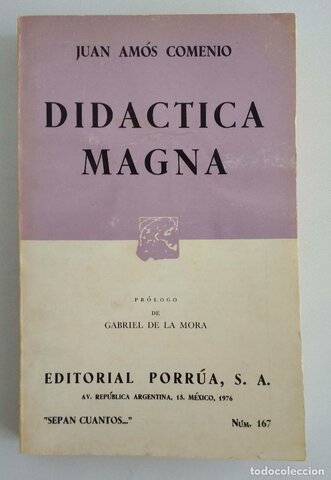 JUAN AMÓS COMENIO
DIDACTICA
MAGNA
PRÓLOGO
DE
GABRIEL DE LA MORA
EDITORIAL PORRÚA, S. A.
AV. REPÚBLICA ARGENTINA, 15. MÉXICO, 1976
"SEPAN CUANTOS..."
NÚM. 167
todocoleccion